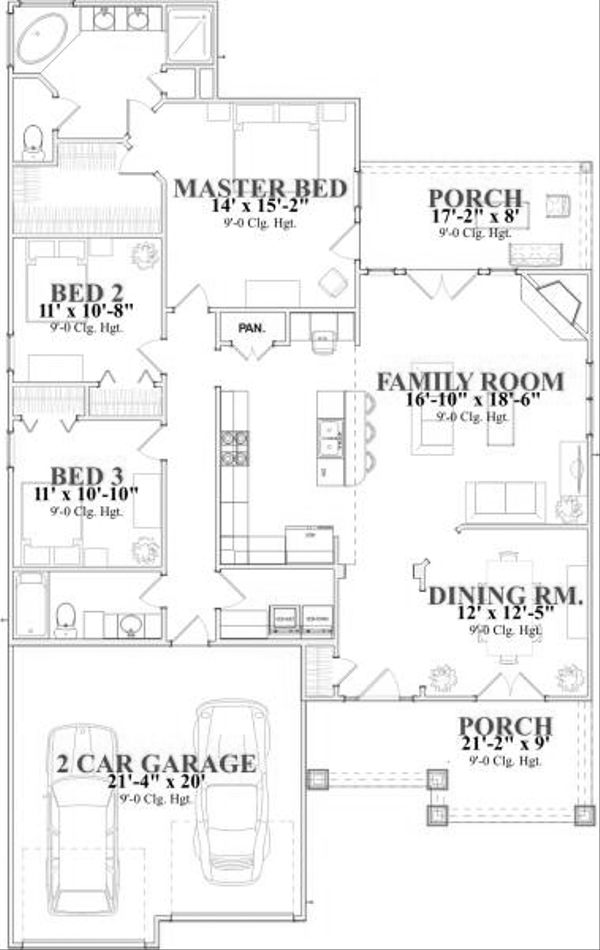 MASTER BED
14' x 15'-2"
9'-0 Clg. Hgt.
PORCH
17'-2" x 8'
9'-0 Clg. Hgt.
BED 2
11' x 10'-8"
9'-0 Clg. Hgt.
PAN.
FAMILY ROOM
16'-10" x 18'-6"
9'-0 Clg. Hgt.
BED 3
11' x 10'-10"
9'-0 Clg. Hgt.
DINING RM.
12' x 12'-5"
9'-0 Clg. Hgt.
PORCH
21'-2" x 9'
9'-0 Clg. Hgt.
2 CAR GARAGE
21'-4" x 20'
9'-0 Clg. Hgt.